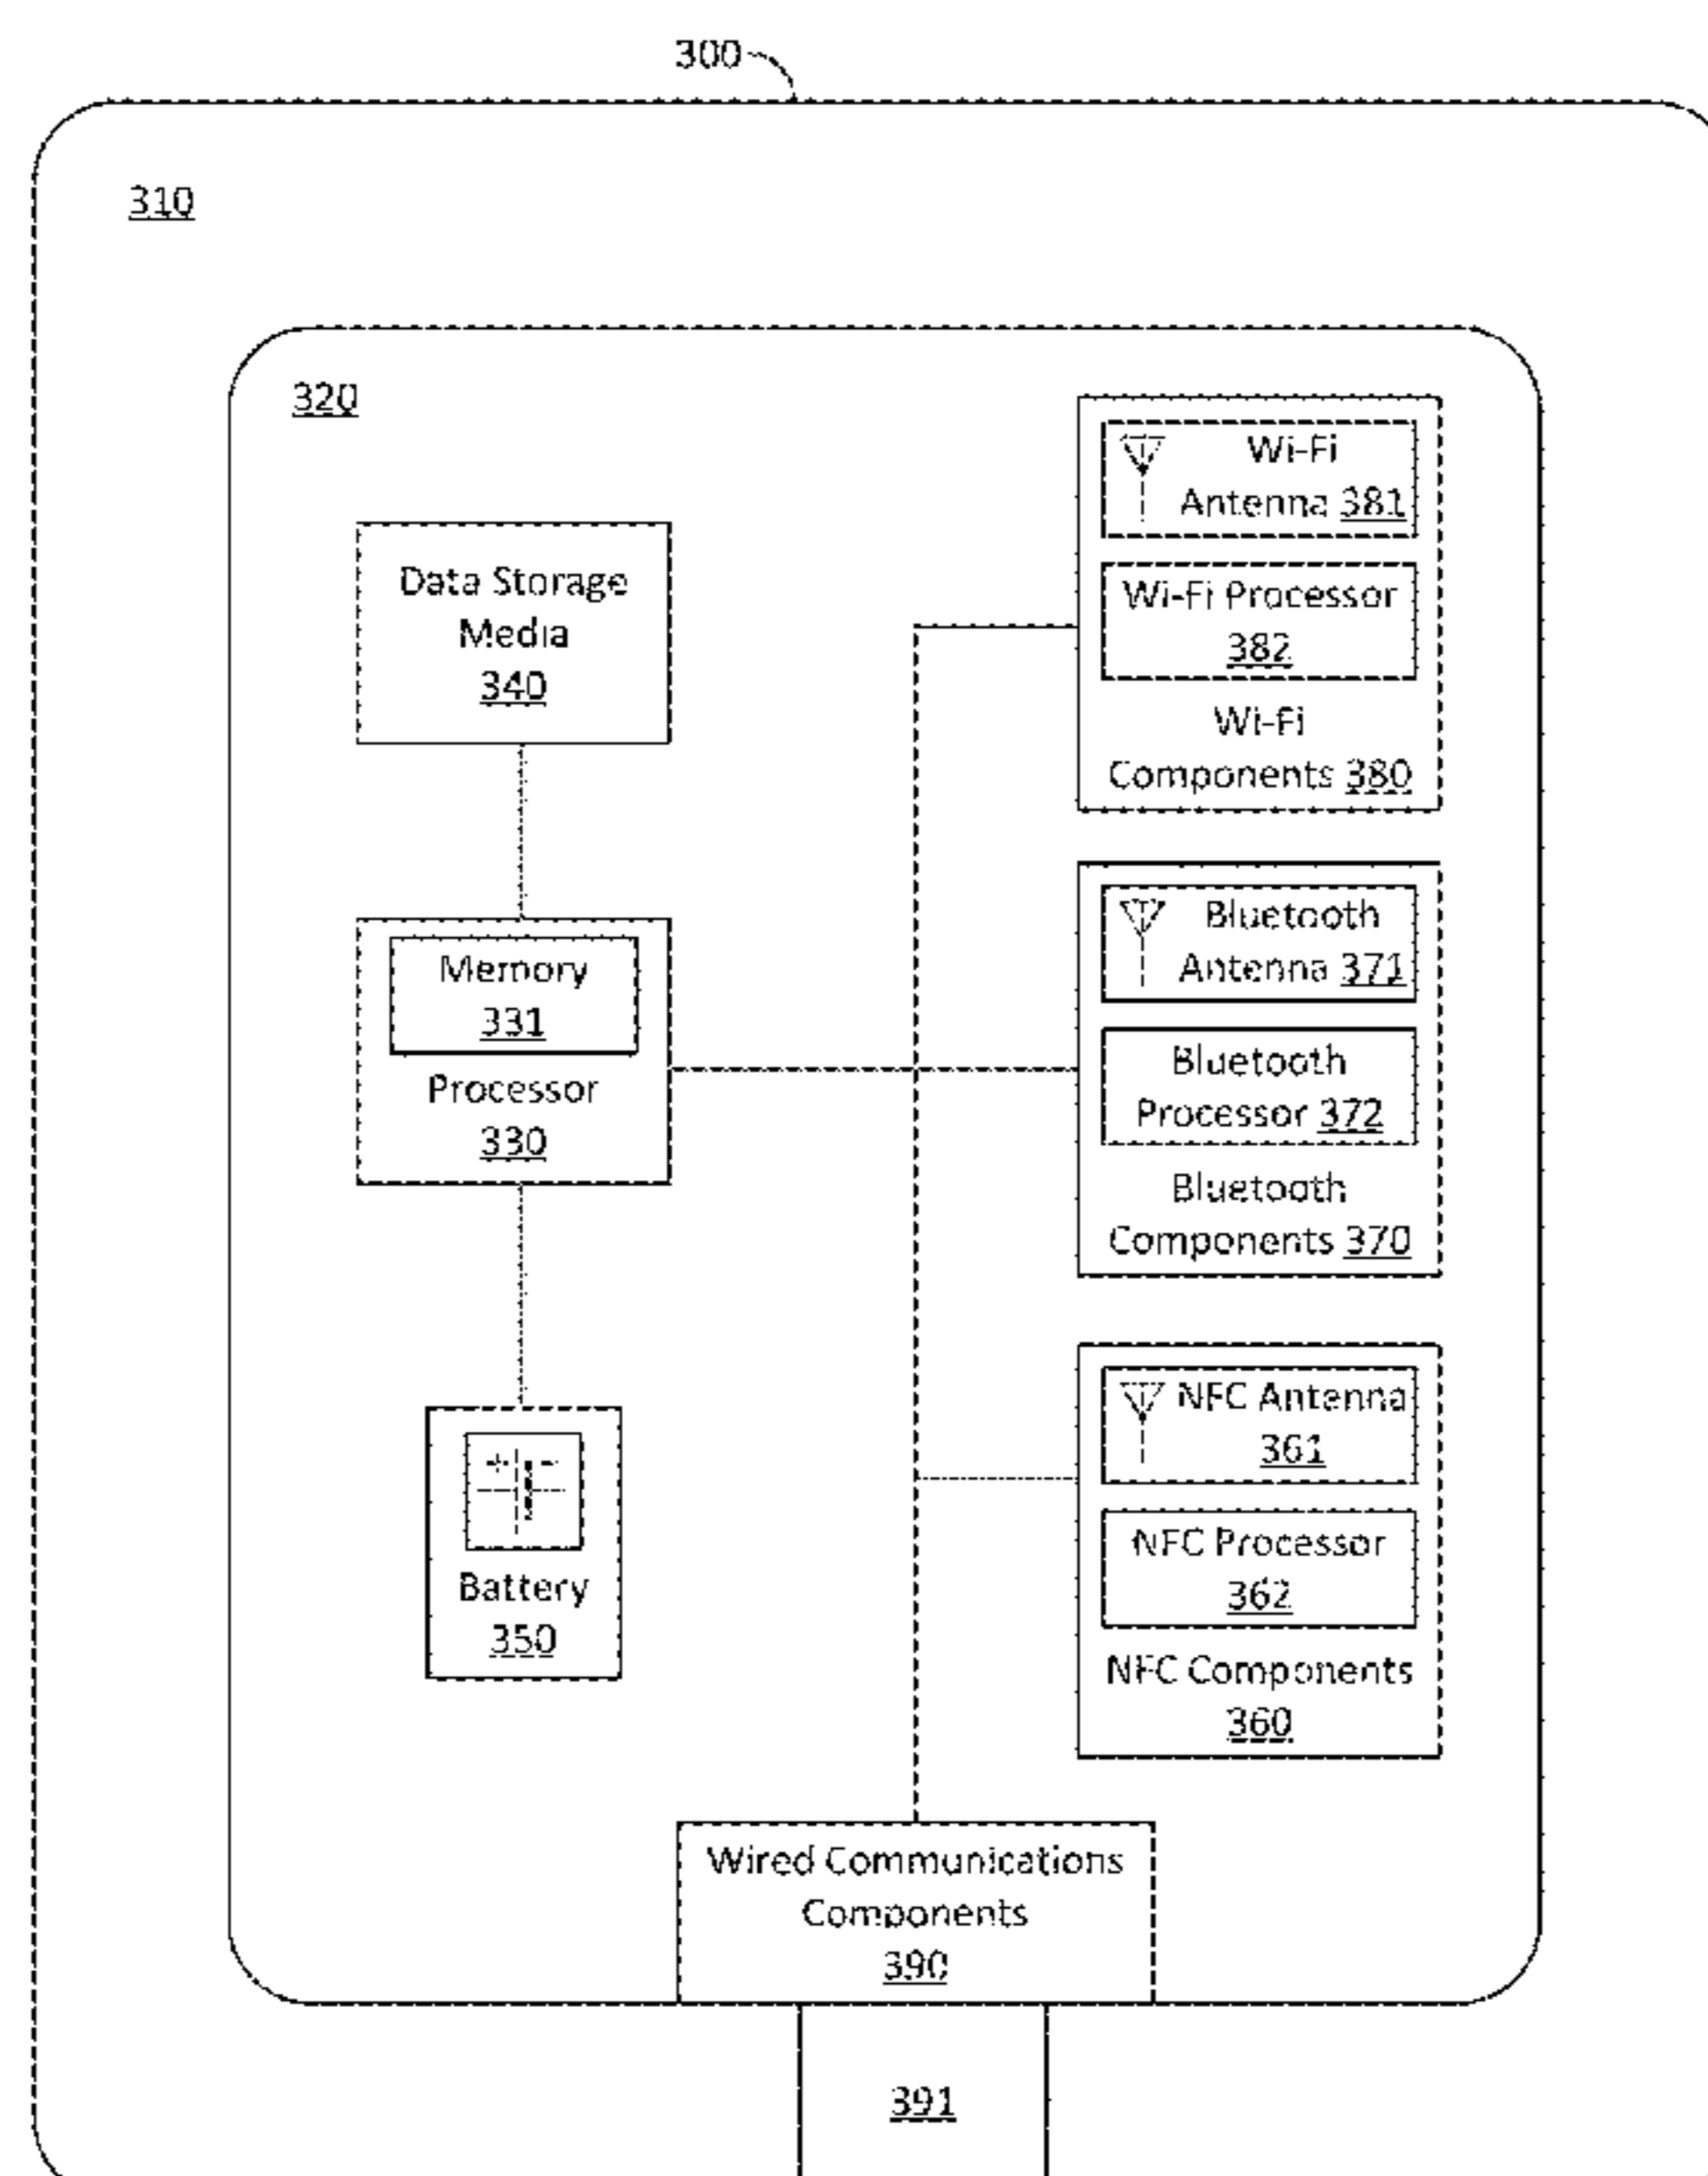 300
310
320
Data Storage
Media
340
Memory
331
Processor
330
+ -
Battery
350
Wi-Fi
Antenna 381
Wi-Fi Processor
382
Wi-Fi
Components 380
Bluetooth
Antenna 371
Bluetooth
Processor 372
Bluetooth
Components 370
NFC Antenna
361
NFC Processor
362
NFC Components
360
Wired Communications
Components
390
391